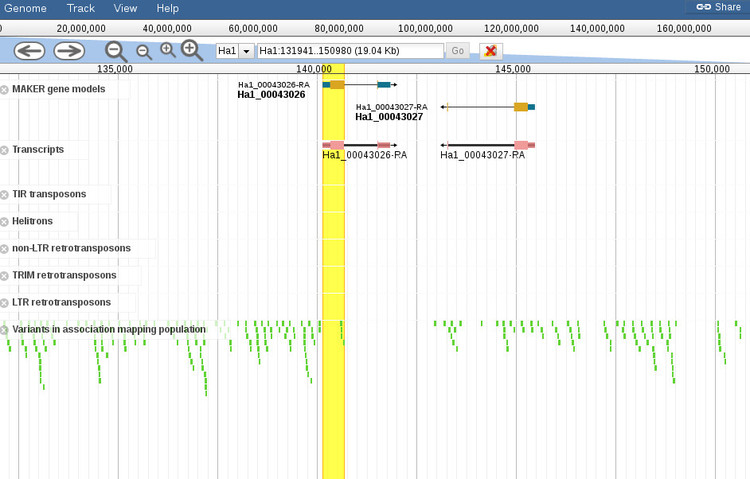 Genome Track View Help Share
0 20,000,000 40,000,000 60,000,000 80,000,000 100,000,000 120,000,000 140,000,000 160,000,000
Ha1 Ha1:131941..150980 (19.04 Kb) Go
135,000 140,000 145,000 150,000
MAKER gene models
Ha1_00043026-RA
Ha1_00043026
Ha1_00043027-RA
Ha1_00043027
Transcripts
Ha1_00043026-RA Ha1_00043027-RA
TIR transposons
Helitrons
non-LTR retrotransposons
TRIM retrotransposons
LTR retrotransposons
Variants in association mapping population